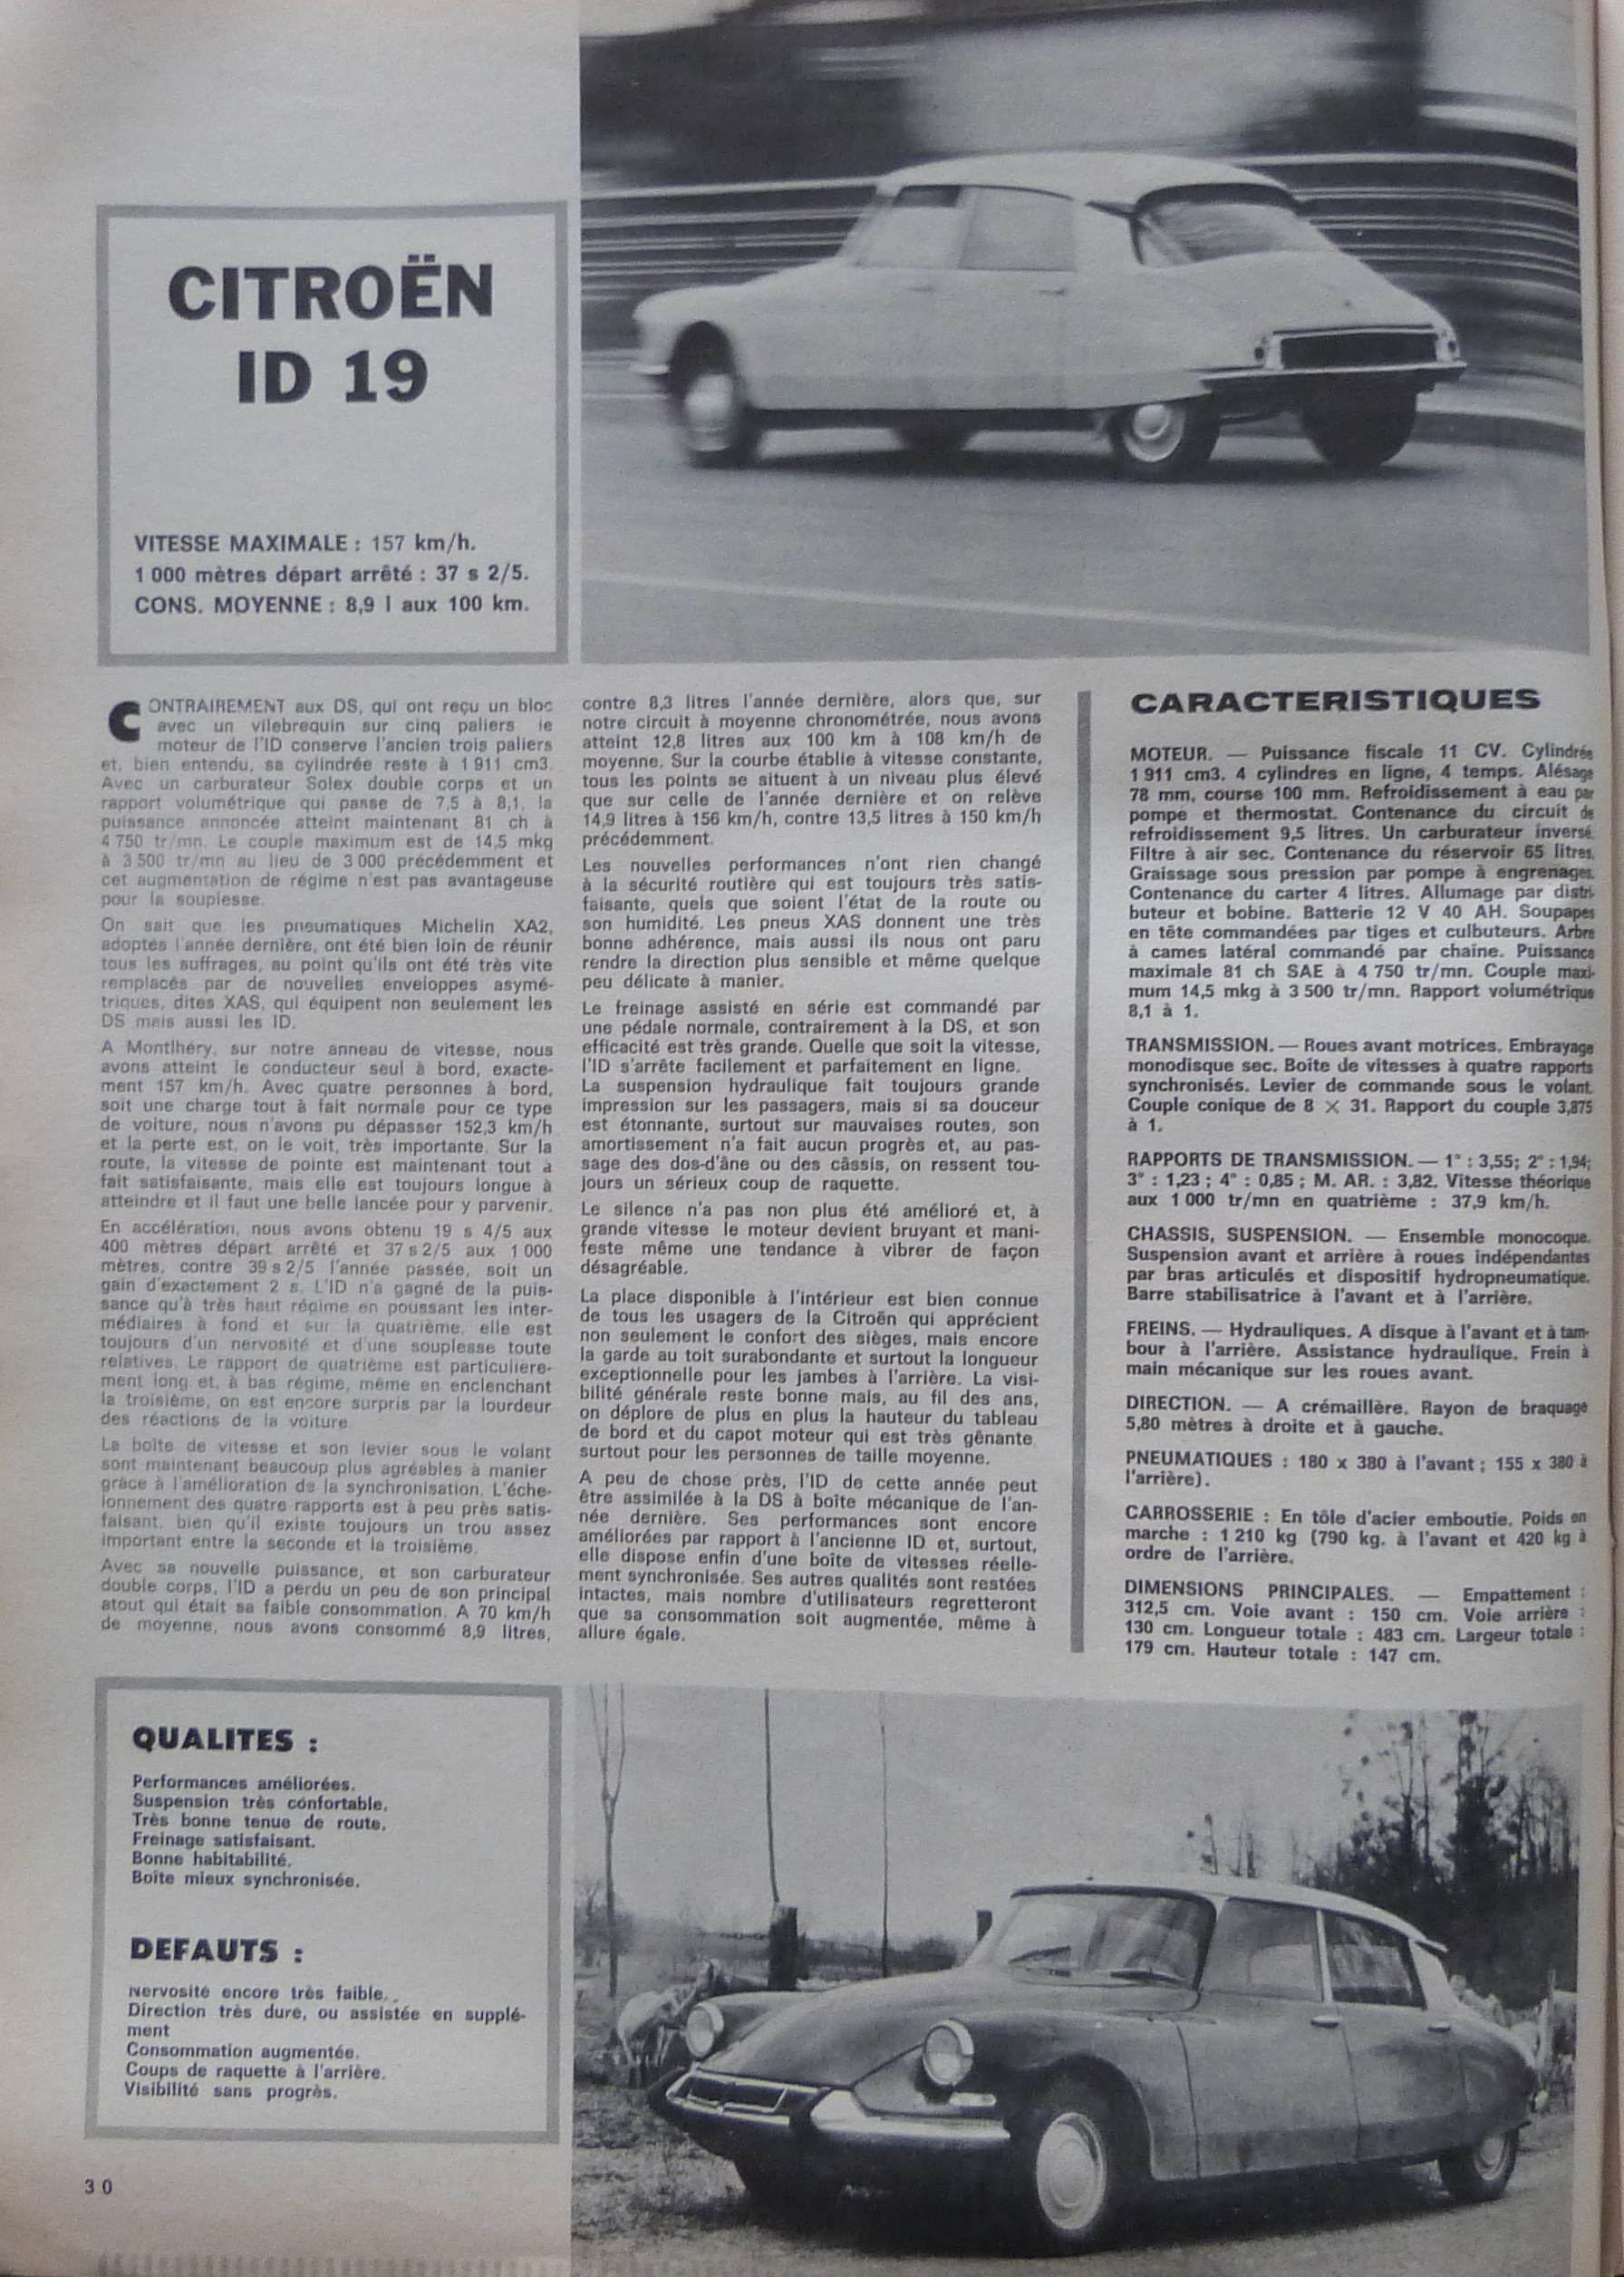 CITROËN
ID 19
VITESSE MAXIMALE : 157 km/h.
1 000 mètres départ arrêté : 37 s 2/5.
CONS. MOYENNE : 8,9 l aux 100 km.
CONTRAIREMENT aux DS, qui ont reçu un bloc
avec un vilebrequin sur cinq paliers le
moteur de l'ID conserve l'ancien trois paliers
et, bien entendu, sa cylindrée reste à 1 911 cm3.
Avec un carburateur Solex double corps et un
rapport volumétrique qui passe de 7,5 à 8,1, la
puissance annoncée atteint maintenant 81 ch à
4 750 tr/mn. Le couple maximum est de 14,5 mkg
à 3 500 tr/mn au lieu de 3 000 précédemment et
cet augmentation de régime n'est pas avantageuse
pour la souplesse.
On sait que les pneumatiques Michelin XA2,
adoptés l'année dernière, ont été bien loin de réunir
tous les suffrages, au point qu'ils ont été très vite
remplacés par de nouvelles enveloppes asymé-
triques, dites XAS, qui équipent non seulement les
DS mais aussi les ID.
A Montlhéry, sur notre anneau de vitesse, nous
avons atteint le conducteur seul à bord, exacte-
ment 157 km/h. Avec quatre personnes à bord,
soit une charge tout à fait normale pour ce type
de voiture, nous n'avons pu dépasser 152,3 km/h
et la perte est, on le voit, très importante. Sur la
route, la vitesse de pointe est maintenant tout à
fait satisfaisante, mais elle est toujours longue à
atteindre et il faut une belle lancée pour y parvenir.
En accélération, nous avons obtenu 19 s 4/5 aux
400 mètres départ arrêté et 37 s 2/5 aux 1 000
mètres, contre 39 s 2/5 l'année passée, soit un
gain d'exactement 2 s. L'ID n'a gagné de la puis-
sance qu'à très haut régime en poussant les inter-
médiaires à fond et sur la quatrième, elle est
toujours d'un nervosité et d'une souplesse toute
relatives. Le rapport de quatrième est particulière-
ment long et, à bas régime, même en enclenchant
la troisième, on est encore surpris par la lourdeur
des réactions de la voiture
La boîte de vitesse et son levier sous le volant
sont maintenant beaucoup plus agréables à manier
grâce à l'amélioration de la synchronisation. L'éche-
lonnement des quatre rapports est à peu près satis-
faisant, bien qu'il existe toujours un trou assez
important entre la seconde et la troisième.
Avec sa nouvelle puissance, et son carburateur
double corps, l'ID a perdu un peu de son principal
atout qui était sa faible consommation. A 70 km/h
de moyenne, nous avons consommé 8,9 litres,
contre 8,3 litres l'année dernière, alors que, sur
notre circuit à moyenne chronométrée, nous avons
atteint 12,8 litres aux 100 km à 108 km/h de
moyenne. Sur la courbe établie à vitesse constante,
tous les points se situent à un niveau plus élevé
que sur celle de l'année dernière et on relève
14,9 litres à 156 km/h, contre 13,5 litres à 150 km/h
précédemment.
Les nouvelles performances n'ont rien changé
à la sécurité routière qui est toujours très satis-
faisante, quels que soient l'état de la route ou
son humidité. Les pneus XAS donnent une très
bonne adhérence, mais aussi ils nous ont paru
rendre la direction plus sensible et même quelque
peu délicate à manier.
Le freinage assisté en série est commandé par
une pédale normale, contrairement à la DS, et son
efficacité est très grande. Quelle que soit la vitesse,
l'ID s'arrête facilement et parfaitement en ligne.
La suspension hydraulique fait toujours grande
impression sur les passagers, mais si sa douceur
est étonnante, surtout sur mauvaises routes, son
amortissement n'a fait aucun progrès et, au pas-
sage des dos-d'âne ou des câssis, on ressent tou-
jours un sérieux coup de raquette.
Le silence n'a pas non plus été amélioré et, à
grande vitesse le moteur devient bruyant et mani-
feste même une tendance à vibrer de façon
désagréable.
La place disponible à l'intérieur est bien connue
de tous les usagers de la Citroën qui apprécient
non seulement le confort des sièges, mais encore
la garde au toit surabondante et surtout la longueur
exceptionnelle pour les jambes à l'arrière. La visi-
bilité générale reste bonne mais, au fil des ans,
on déplore de plus en plus la hauteur du tableau
de bord et du capot moteur qui est très gênante
surtout pour les personnes de taille moyenne.
A peu de chose près, l'ID de cette année peut
être assimilée à la DS à boîte mécanique de l'an-
née dernière. Ses performances sont encore
améliorées par rapport à l'ancienne ID et, surtout,
elle dispose enfin d'une boîte de vitesses réelle-
ment synchronisée. Ses autres qualités sont restées
intactes, mais nombre d'utilisateurs regretteront
que sa consommation soit augmentée, même à
allure égale.
CARACTERISTIQUES
MOTEUR. — Puissance fiscale 11 CV. Cylindrée
1 911 cm3. 4 cylindres en ligne, 4 temps. Alésage
78 mm, course 100 mm. Refroidissement à eau par
pompe et thermostat. Contenance du circuit de
refroidissement 9,5 litres. Un carburateur inversé.
Filtre à air sec. Contenance du réservoir 65 litres.
Graissage sous pression par pompe à engrenages.
Contenance du carter 4 litres. Allumage par distri-
buteur et bobine. Batterie 12 V 40 AH. Soupapes
en tête commandées par tiges et culbuteurs. Arbre
à cames latéral commandé par chaîne. Puissance
maximale 81 ch SAE à 4 750 tr/mn. Couple maxi-
mum 14,5 mkg à 3 500 tr/mn. Rapport volumétrique
8,1 à 1.
TRANSMISSION. — Roues avant motrices. Embrayage
monodisque sec. Boîte de vitesses à quatre rapports
synchronisés. Levier de commande sous le volant.
Couple conique de 8 × 31. Rapport du couple 3,875
à 1.
RAPPORTS DE TRANSMISSION. — 1° : 3,55; 2° : 1,94;
3° : 1,23 ; 4° : 0,85 ; M. AR. : 3,82. Vitesse théorique
aux 1 000 tr/mn en quatrième : 37,9 km/h.
CHASSIS, SUSPENSION. — Ensemble monocoque.
Suspension avant et arrière à roues indépendantes
par bras articulés et dispositif hydropneumatique.
Barre stabilisatrice à l'avant et à l'arrière.
FREINS. — Hydrauliques. A disque à l'avant et à tam-
bour à l'arrière. Assistance hydraulique. Frein à
main mécanique sur les roues avant.
DIRECTION. — A crémaillère. Rayon de braquage
5,80 mètres à droite et à gauche.
PNEUMATIQUES : 180 x 380 à l'avant ; 155 x 380 à
l'arrière).
CARROSSERIE : En tôle d'acier emboutie. Poids en
marche : 1 210 kg (790 kg. à l'avant et 420 kg à
ordre de l'arrière.
DIMENSIONS PRINCIPALES. — Empattement :
312,5 cm. Voie avant : 150 cm. Voie arrière :
130 cm. Longueur totale : 483 cm. Largeur totale :
179 cm. Hauteur totale : 147 cm.
QUALITES :
Performances améliorées.
Suspension très confortable.
Très bonne tenue de route.
Freinage satisfaisant.
Bonne habitabilité.
Boîte mieux synchronisée.
DEFAUTS :
Nervosité encore très faible.
Direction très dure, ou assistée en supplé-
ment
Consommation augmentée.
Coups de raquette à l'arrière.
Visibilité sans progrès.
30